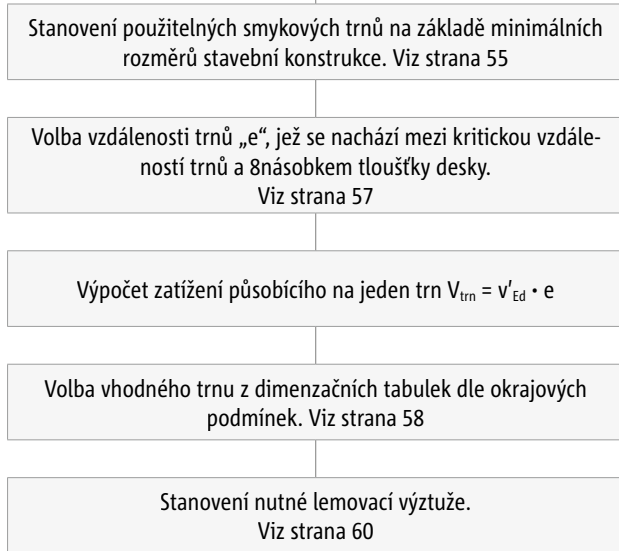 Stanovení použitelných smykových trnů na základě minimálních
rozměrů stavební konstrukce. Viz strana 55
Volba vzdálenosti trnů „e“, jež se nachází mezi kritickou vzdále-
ností trnů a 8násobkem tloušťky desky.
Viz strana 57
Výpočet zatížení působícího na jeden trn V_trn = v′_Ed · e
Volba vhodného trnu z dimenzačních tabulek dle okrajových
podmínek. Viz strana 58
Stanovení nutné lemovací výztuže.
Viz strana 60